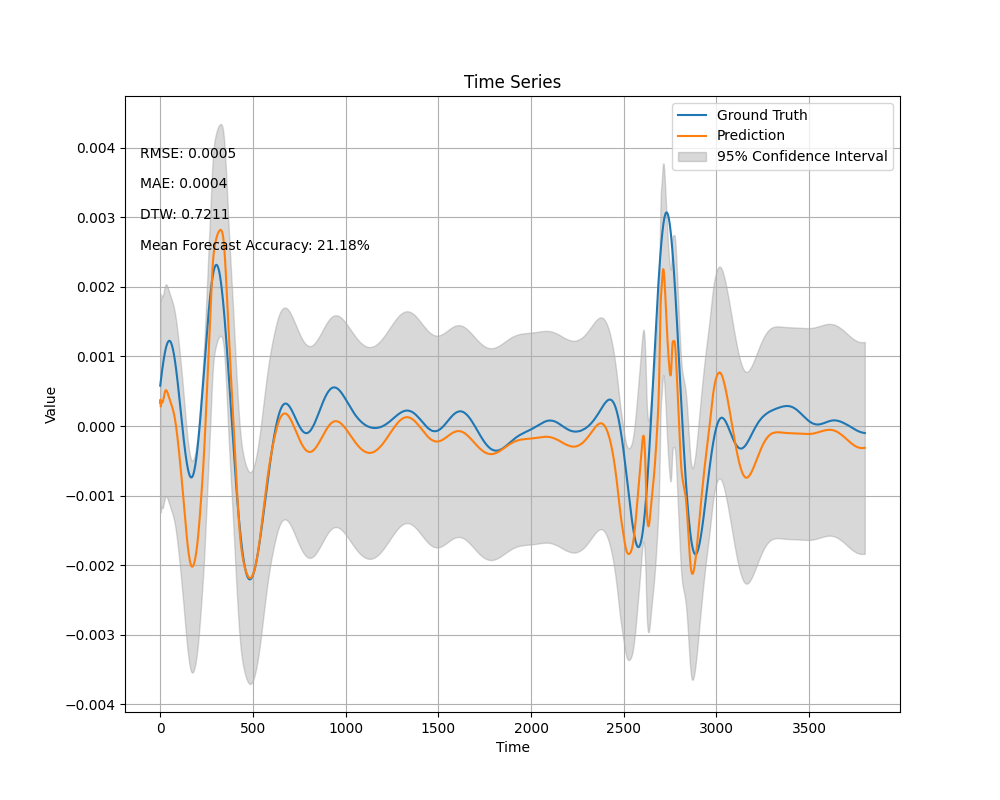 Time Series
Ground Truth
Prediction
95% Confidence Interval
RMSE: 0.0005
MAE: 0.0004
DTW: 0.7211
Mean Forecast Accuracy: 21.18%
Value
0.004
0.003
0.002
0.001
0.000
−0.001
−0.002
−0.003
−0.004
0 500 1000 1500 2000 2500 3000 3500
Time